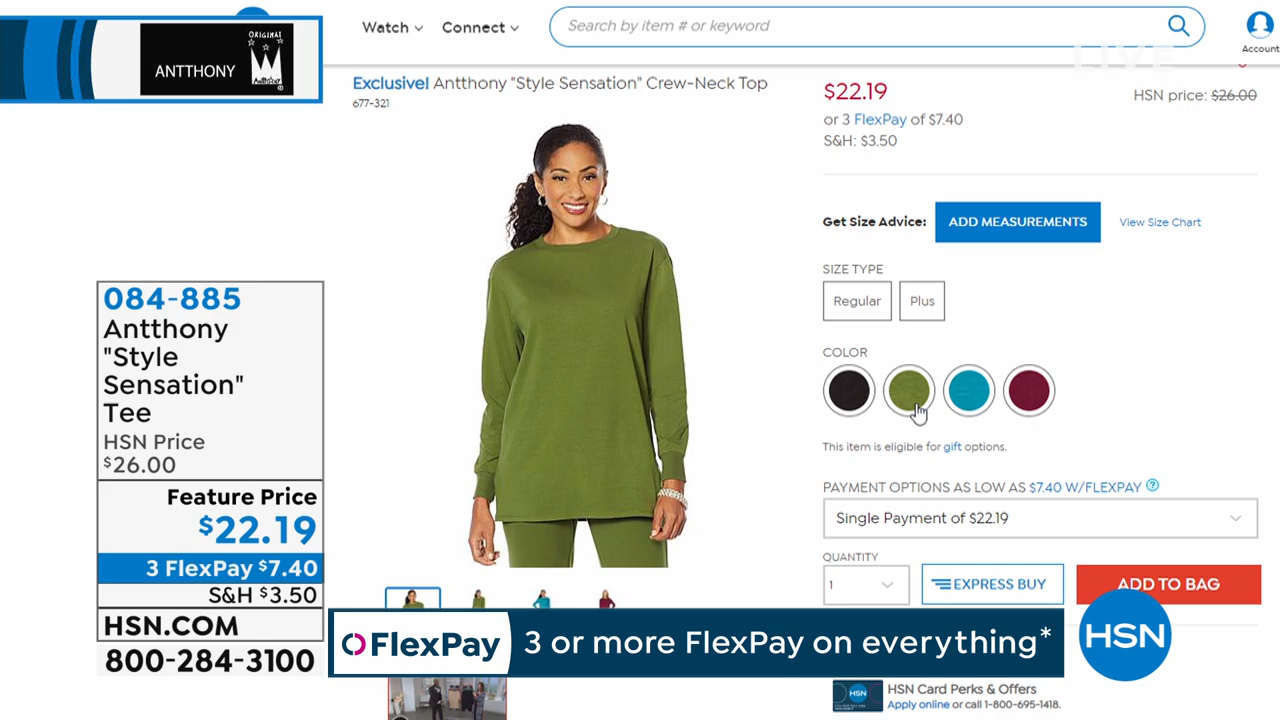 ANTTHONY
ORIGINAL
Watch
Connect
Search by item # or keyword
Account
LIVE
Exclusive! Antthony "Style Sensation" Crew-Neck Top
677-321
$22.19
HSN price: $26.00
or 3 FlexPay of $7.40
S&H: $3.50
Get Size Advice:
ADD MEASUREMENTS
View Size Chart
SIZE TYPE
Regular
Plus
COLOR
This item is eligible for gift options.
PAYMENT OPTIONS AS LOW AS $7.40 W/FLEXPAY ?
Single Payment of $22.19
QUANTITY
1
EXPRESS BUY
ADD TO BAG
084-885
Antthony
"Style
Sensation"
Tee
HSN Price
$26.00
Feature Price
$22.19
3 FlexPay $7.40
S&H $3.50
HSN.COM
800-284-3100
FlexPay
3 or more FlexPay on everything*
HSN
HSN
HSN Card Perks & Offers
Apply online or call 1-800-695-1418.